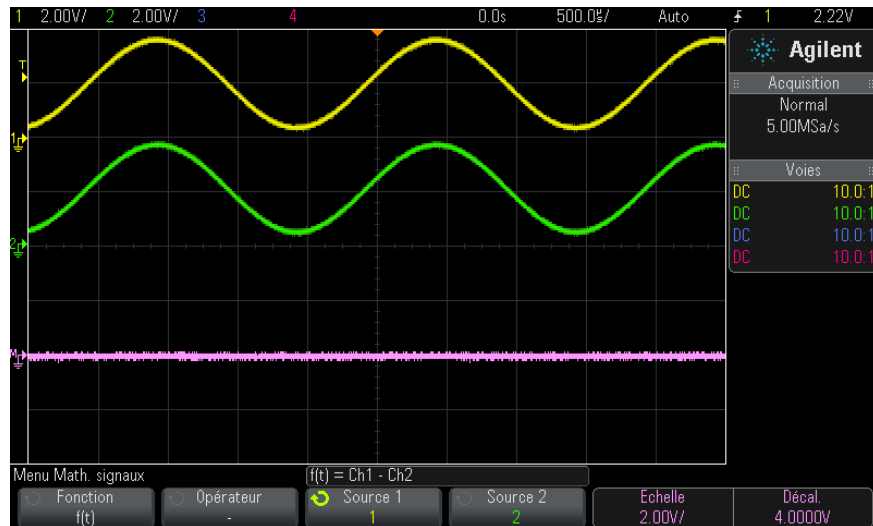 1 2.00V/ 2 2.00V/ 3 4 0.0s 500.0µs/ Auto 1 2.22V
T
1
2
M
Agilent
Acquisition
Normal
5.00MSa/s
Voies
DC 10.0:1
DC 10.0:1
DC 10.0:1
DC 10.0:1
Menu Math. signaux f(t) = Ch1 - Ch2
Fonction Opérateur Source 1 Source 2 Echelle Décal.
f(t) - 1 2 2.00V/ 4.0000V